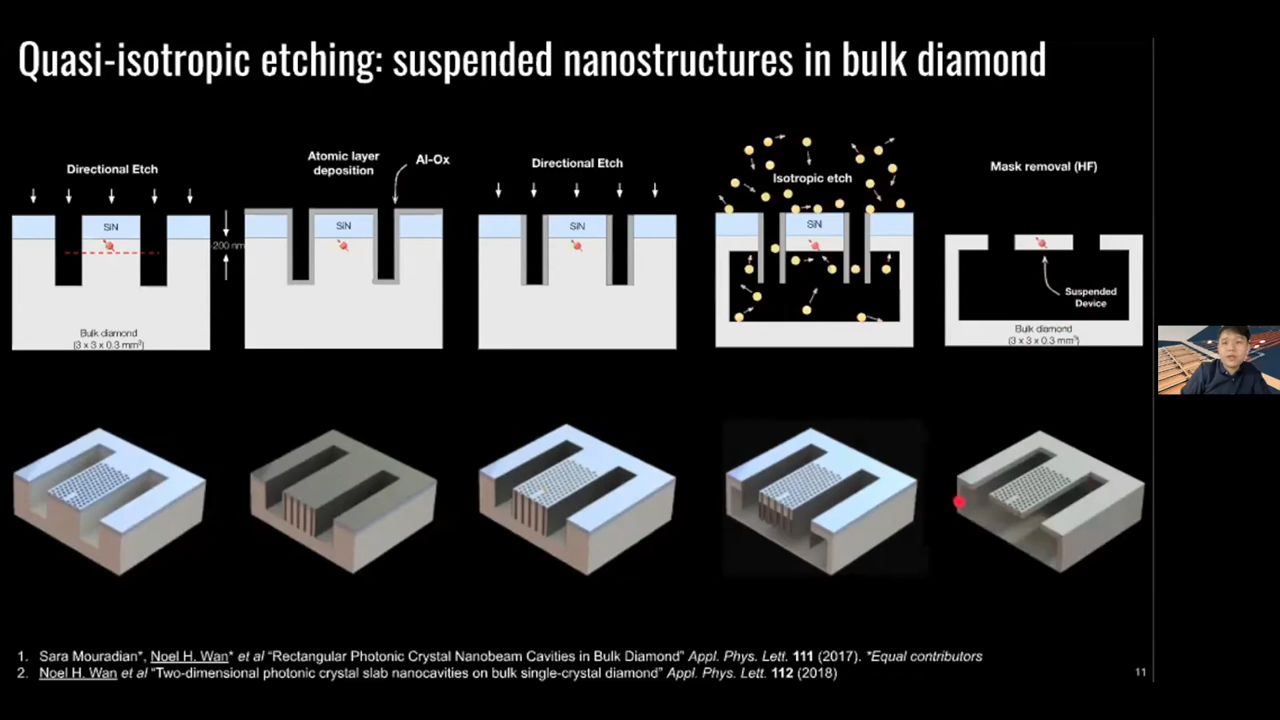 Quasi-isotropic etching: suspended nanostructures in bulk diamond
Directional Etch
Atomic layer
deposition
Al-Ox
Directional Etch
Isotropic etch
Mask removal (HF)
SiN
200 nm
SiN
SiN
SiN
Suspended
Device
Bulk diamond
(3 x 3 x 0.3 mm³)
Bulk diamond
(3 x 3 x 0.3 mm³)
1. Sara Mouradian*, Noel H. Wan* et al “Rectangular Photonic Crystal Nanobeam Cavities in Bulk Diamond” Appl. Phys. Lett. 111 (2017). *Equal contributors
2. Noel H. Wan et al “Two-dimensional photonic crystal slab nanocavities on bulk single-crystal diamond” Appl. Phys. Lett. 112 (2018)
11